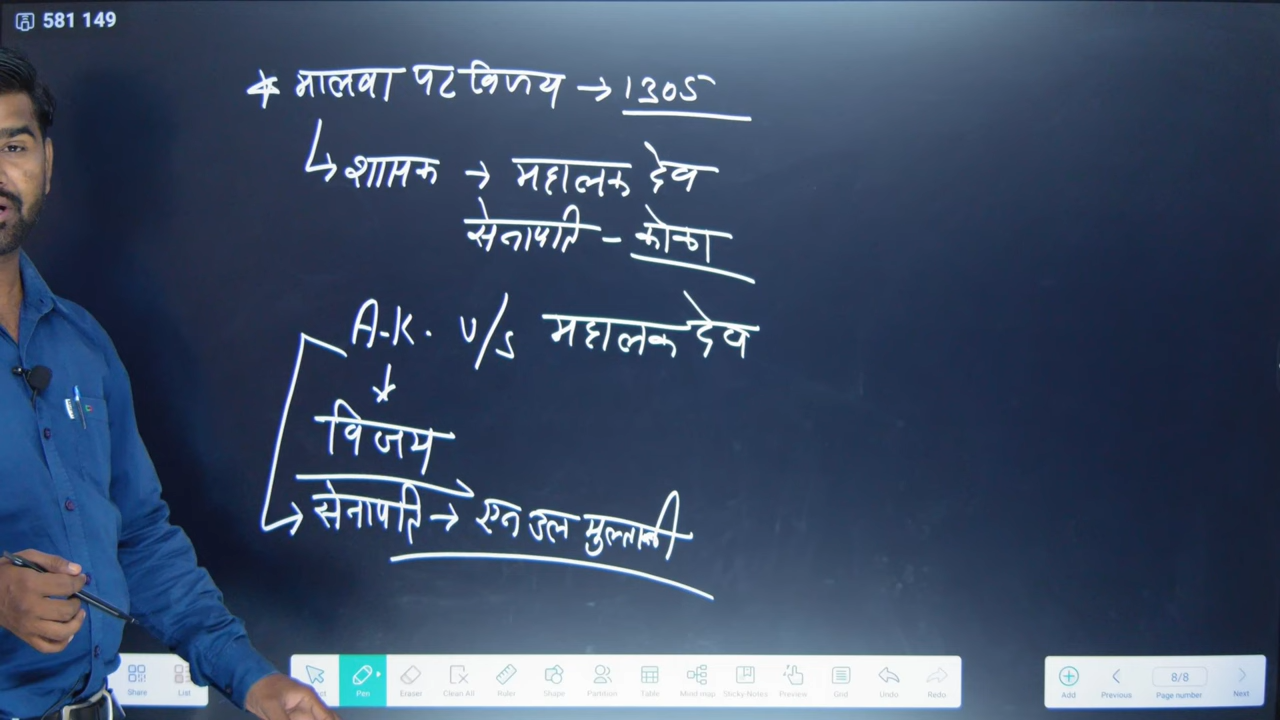 581 149
* मालवा पर विजय → 1305
↳ शासक → महालक देव
सेनापति - कोका
A.K. v/s महालक देव
विजय
सेनापति → एन उल मुल्तानी
Share List Pen Eraser Clean All Ruler Shape Partition Table Mind map Sticky Notes Preview Grid Undo Redo Add Previous 8/8 Page number Next